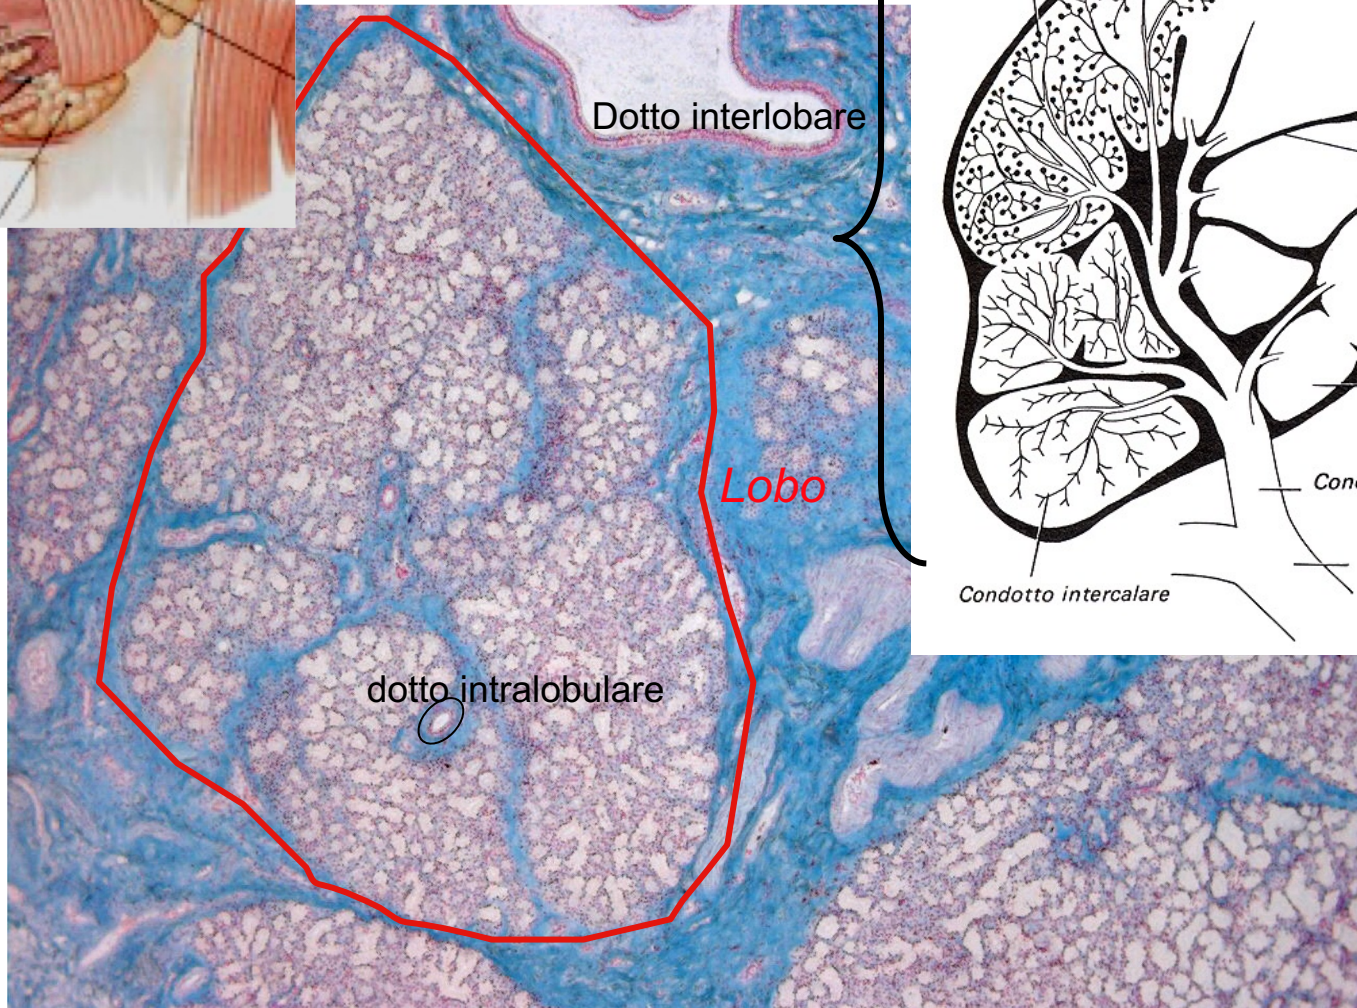 Dotto interlobare
Lobo
dotto intralobulare
Condotto intercalare